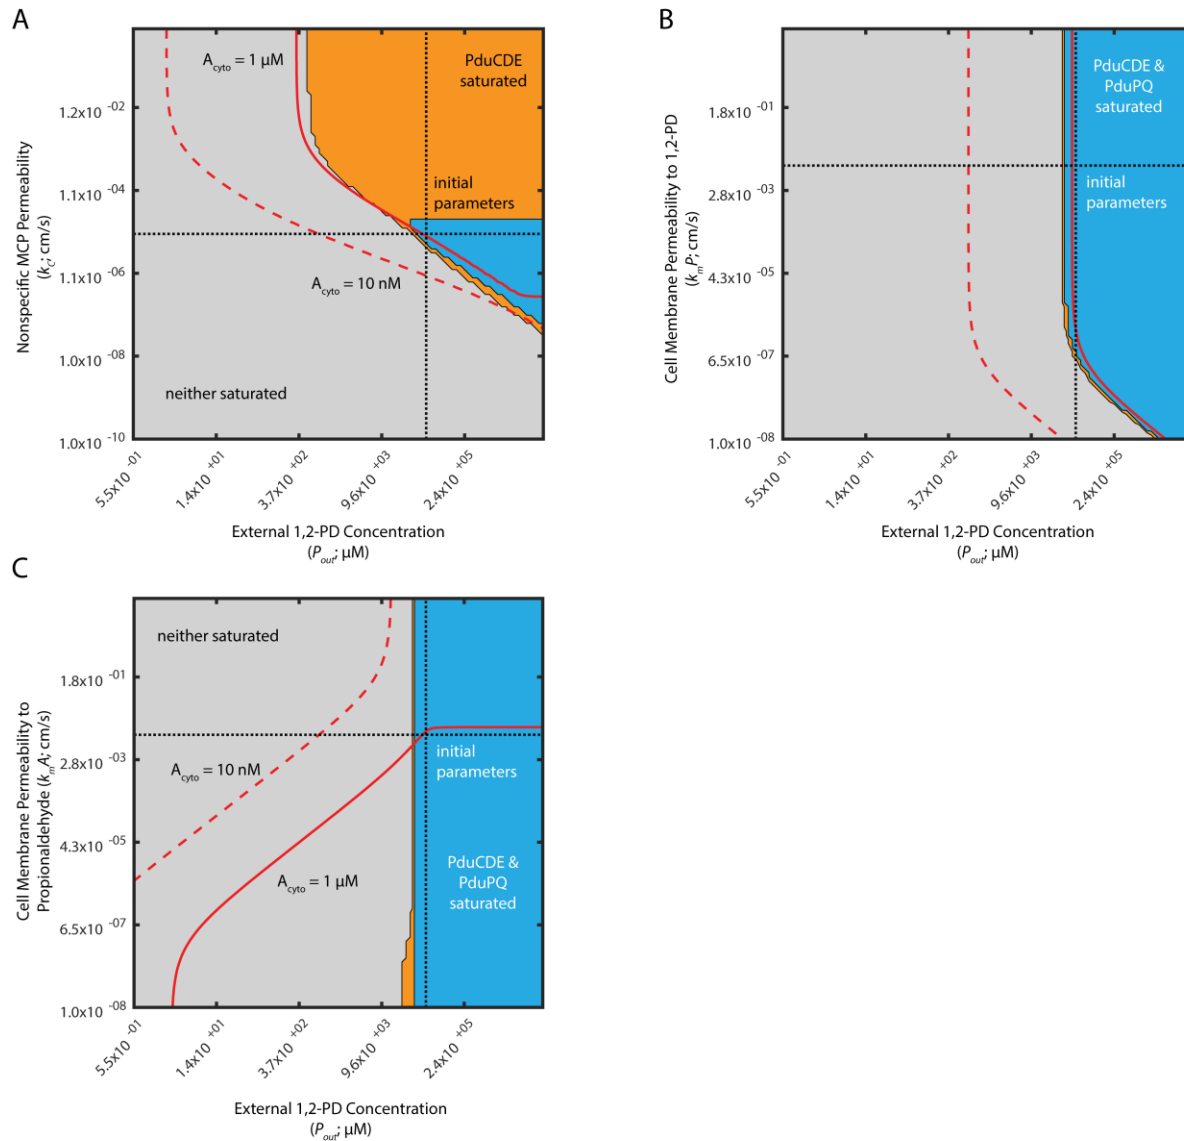 A
A_cyto = 1 µM
PduCDE
saturated
initial
parameters
A_cyto = 10 nM
neither saturated
1.2x10 -02
1.1x10 -04
1.1x10 -06
1.0x10 -08
1.0x10 -10
Nonspecific MCP Permeability
(k_C; cm/s)
5.5x10 -01
1.4x10 +01
3.7x10 +02
9.6x10 +03
2.4x10 +05
External 1,2-PD Concentration
(P_out; µM)
B
PduCDE &
PduPQ
saturated
initial
parameters
1.8x10 -01
2.8x10 -03
4.3x10 -05
6.5x10 -07
1.0x10 -08
Cell Membrane Permeability to 1,2-PD
(k_mP; cm/s)
5.5x10 -01
1.4x10 +01
3.7x10 +02
9.6x10 +03
2.4x10 +05
External 1,2-PD Concentration
(P_out; µM)
C
neither saturated
A_cyto = 10 nM
initial
parameters
A_cyto = 1 µM
PduCDE &
PduPQ
saturated
1.8x10 -01
2.8x10 -03
4.3x10 -05
6.5x10 -07
1.0x10 -08
Cell Membrane Permeability to
Propionaldehyde (k_mA; cm/s)
5.5x10 -01
1.4x10 +01
3.7x10 +02
9.6x10 +03
2.4x10 +05
External 1,2-PD Concentration
(P_out; µM)